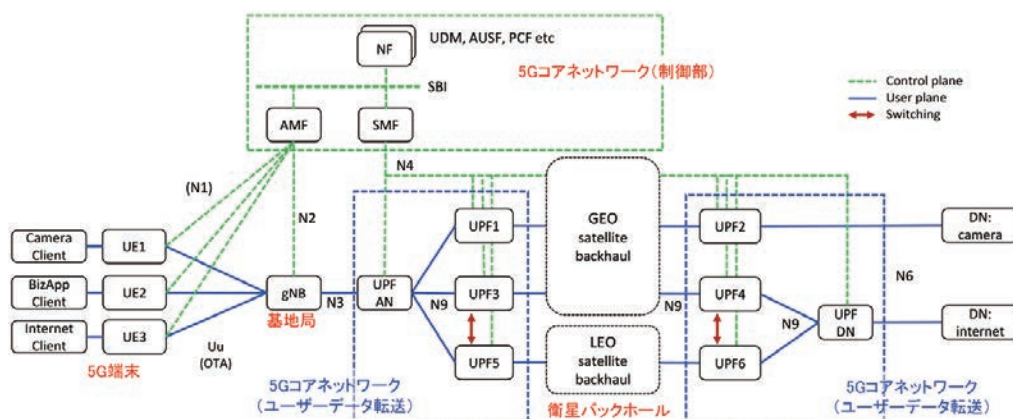 NF
UDM, AUSF, PCF etc
5Gコアネットワーク(制御部)
SBI
AMF
SMF
Control plane
User plane
Switching
N4
(N1)
N2
Camera
Client
UE1
BizApp
Client
UE2
Internet
Client
UE3
5G端末
Uu
(OTA)
gNB
基地局
N3
UPF
AN
N9
UPF1
UPF3
UPF5
GEO
satellite
backhaul
LEO
satellite
backhaul
衛星バックホール
N9
UPF2
UPF4
UPF6
N9
UPF
DN
N6
DN:
camera
DN:
internet
5Gコアネットワーク
(ユーザーデータ転送)
5Gコアネットワーク
(ユーザーデータ転送)